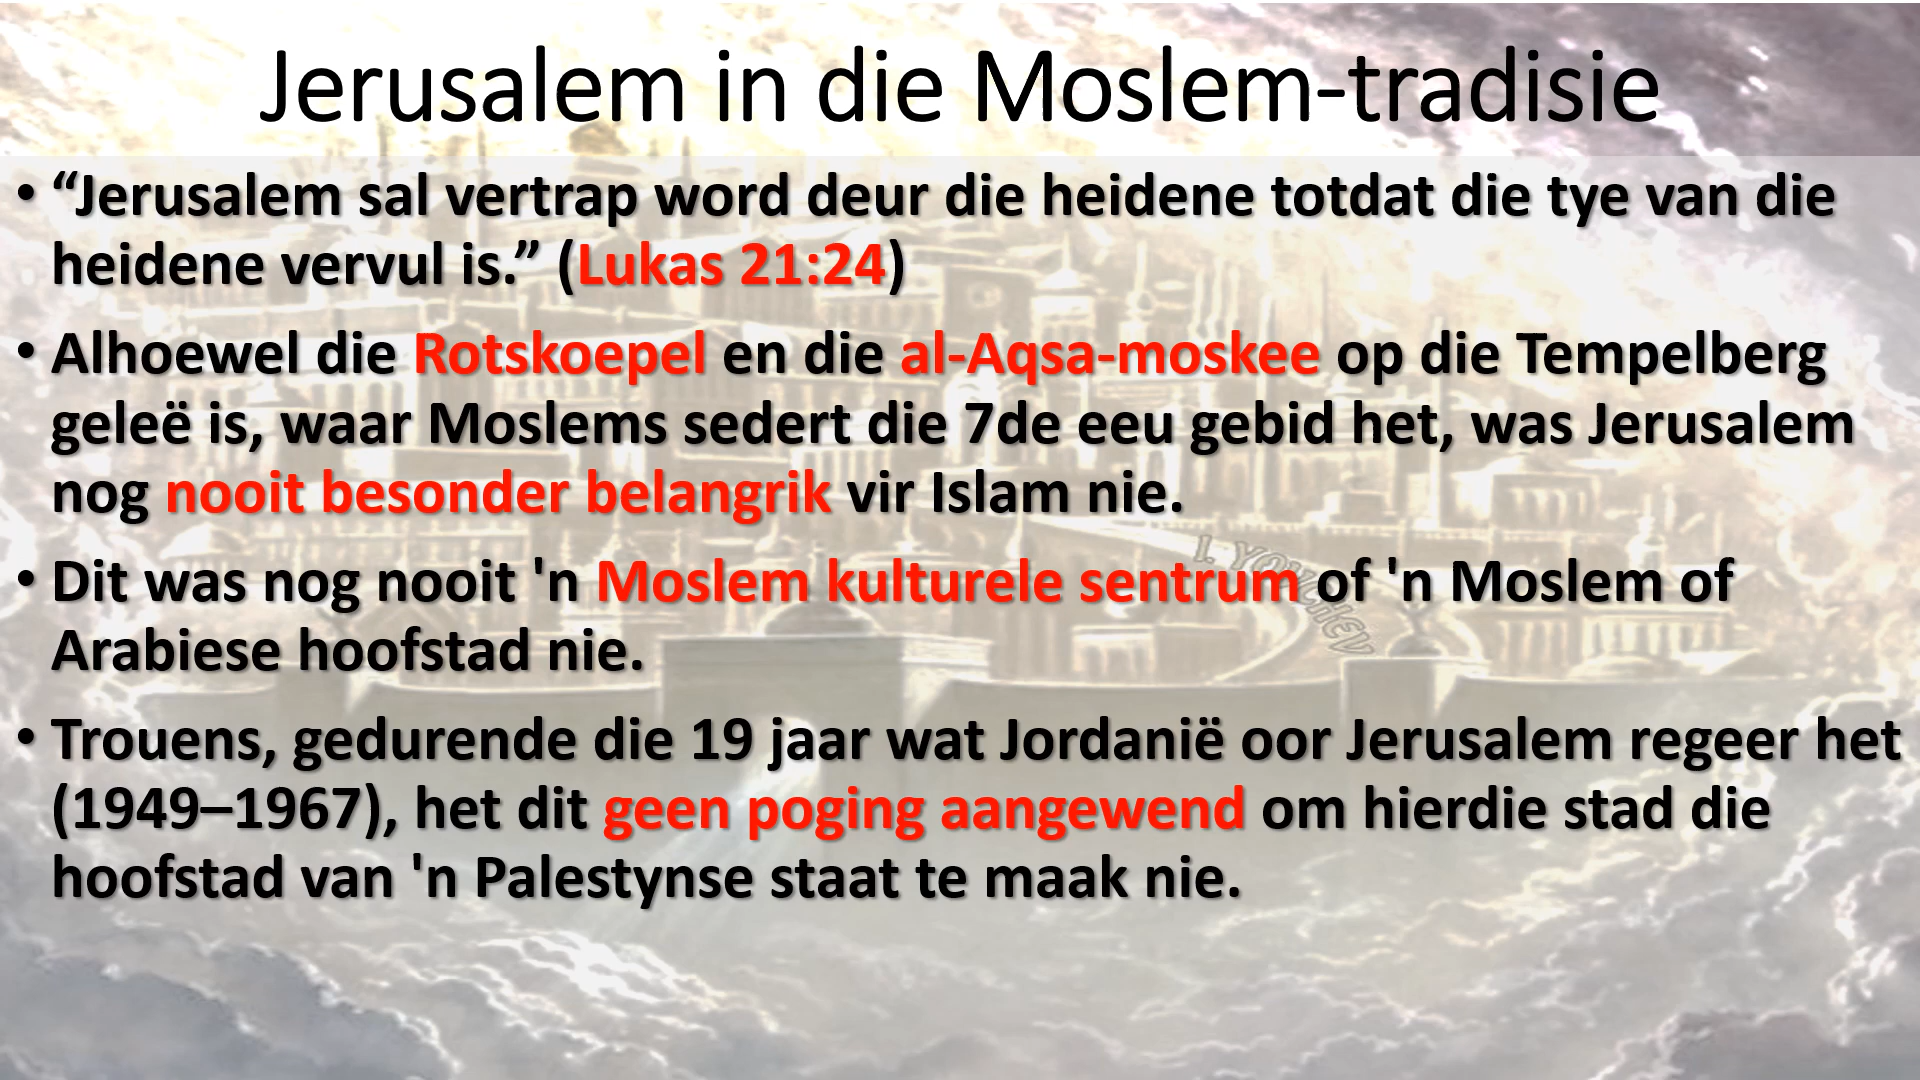 Jerusalem in die Moslem-tradisie
• “Jerusalem sal vertrap word deur die heidene totdat die tye van die
heidene vervul is.” (Lukas 21:24)
• Alhoewel die Rotskoepel en die al-Aqsa-moskee op die Tempelberg
geleë is, waar Moslems sedert die 7de eeu gebid het, was Jerusalem
nog nooit besonder belangrik vir Islam nie.
• Dit was nog nooit 'n Moslem kulturele sentrum of 'n Moslem of
Arabiese hoofstad nie.
• Trouens, gedurende die 19 jaar wat Jordanië oor Jerusalem regeer het
(1949–1967), het dit geen poging aangewend om hierdie stad die
hoofstad van 'n Palestynse staat te maak nie.